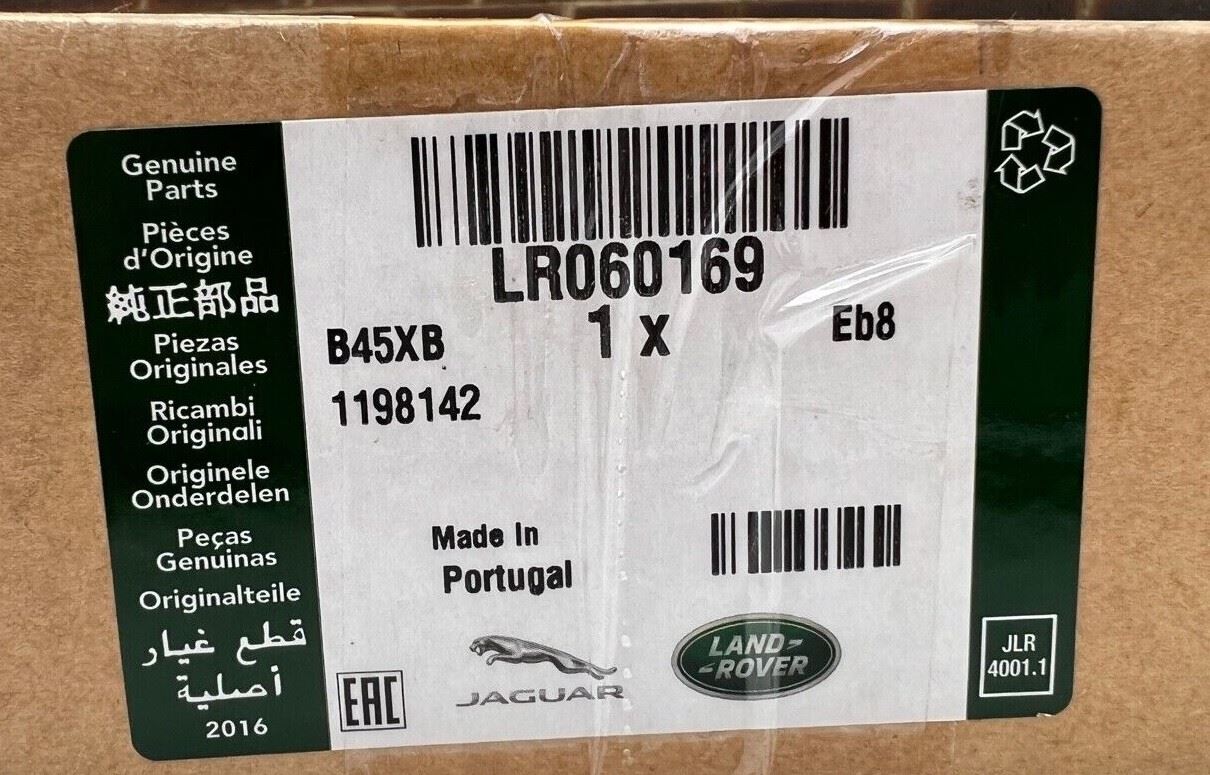 Genuine
Parts
Pièces
d'Origine
純正部品
Piezas
Originales
Ricambi
Originali
Originele
Onderdelen
Peças
Genuinas
Originalteile
قطع غيار
أصلية
2016
LR060169
1 x
Eb8
B45XB
1198142
Made In
Portugal
EAC
JAGUAR
LAND-
-ROVER
JLR
4001.1